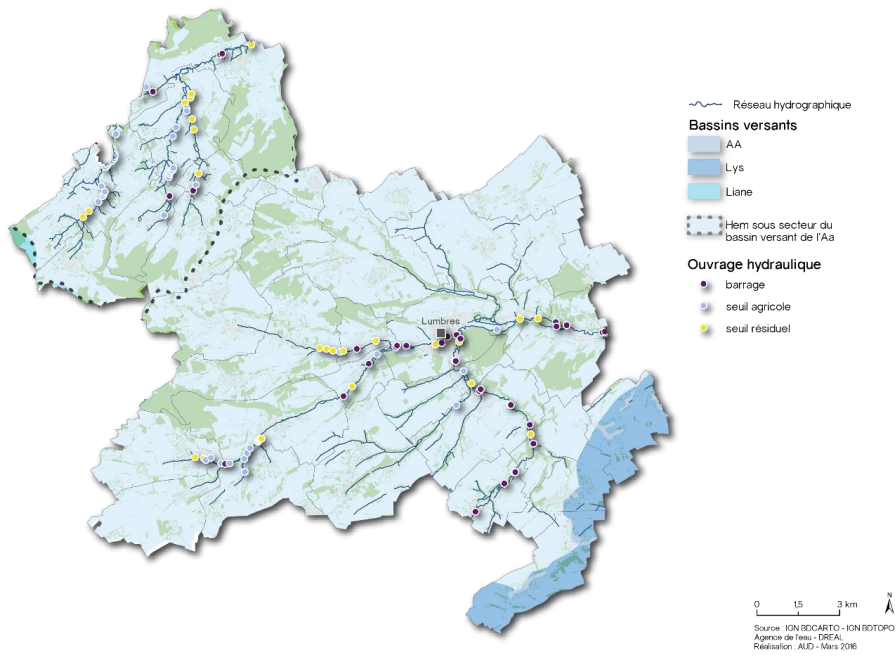 Réseau hydrographique
Bassins versants
AA
Lys
Liane
Hem sous secteur du
bassin versant de l'Aa
Ouvrage hydraulique
barrage
seuil agricole
seuil résiduel
Lumbres
0 1,5 3 km
N
Source : IGN BDCARTO - IGN BDTOPO
Agence de l'eau - DREAL
Réalisation : AUD - Mars 2016